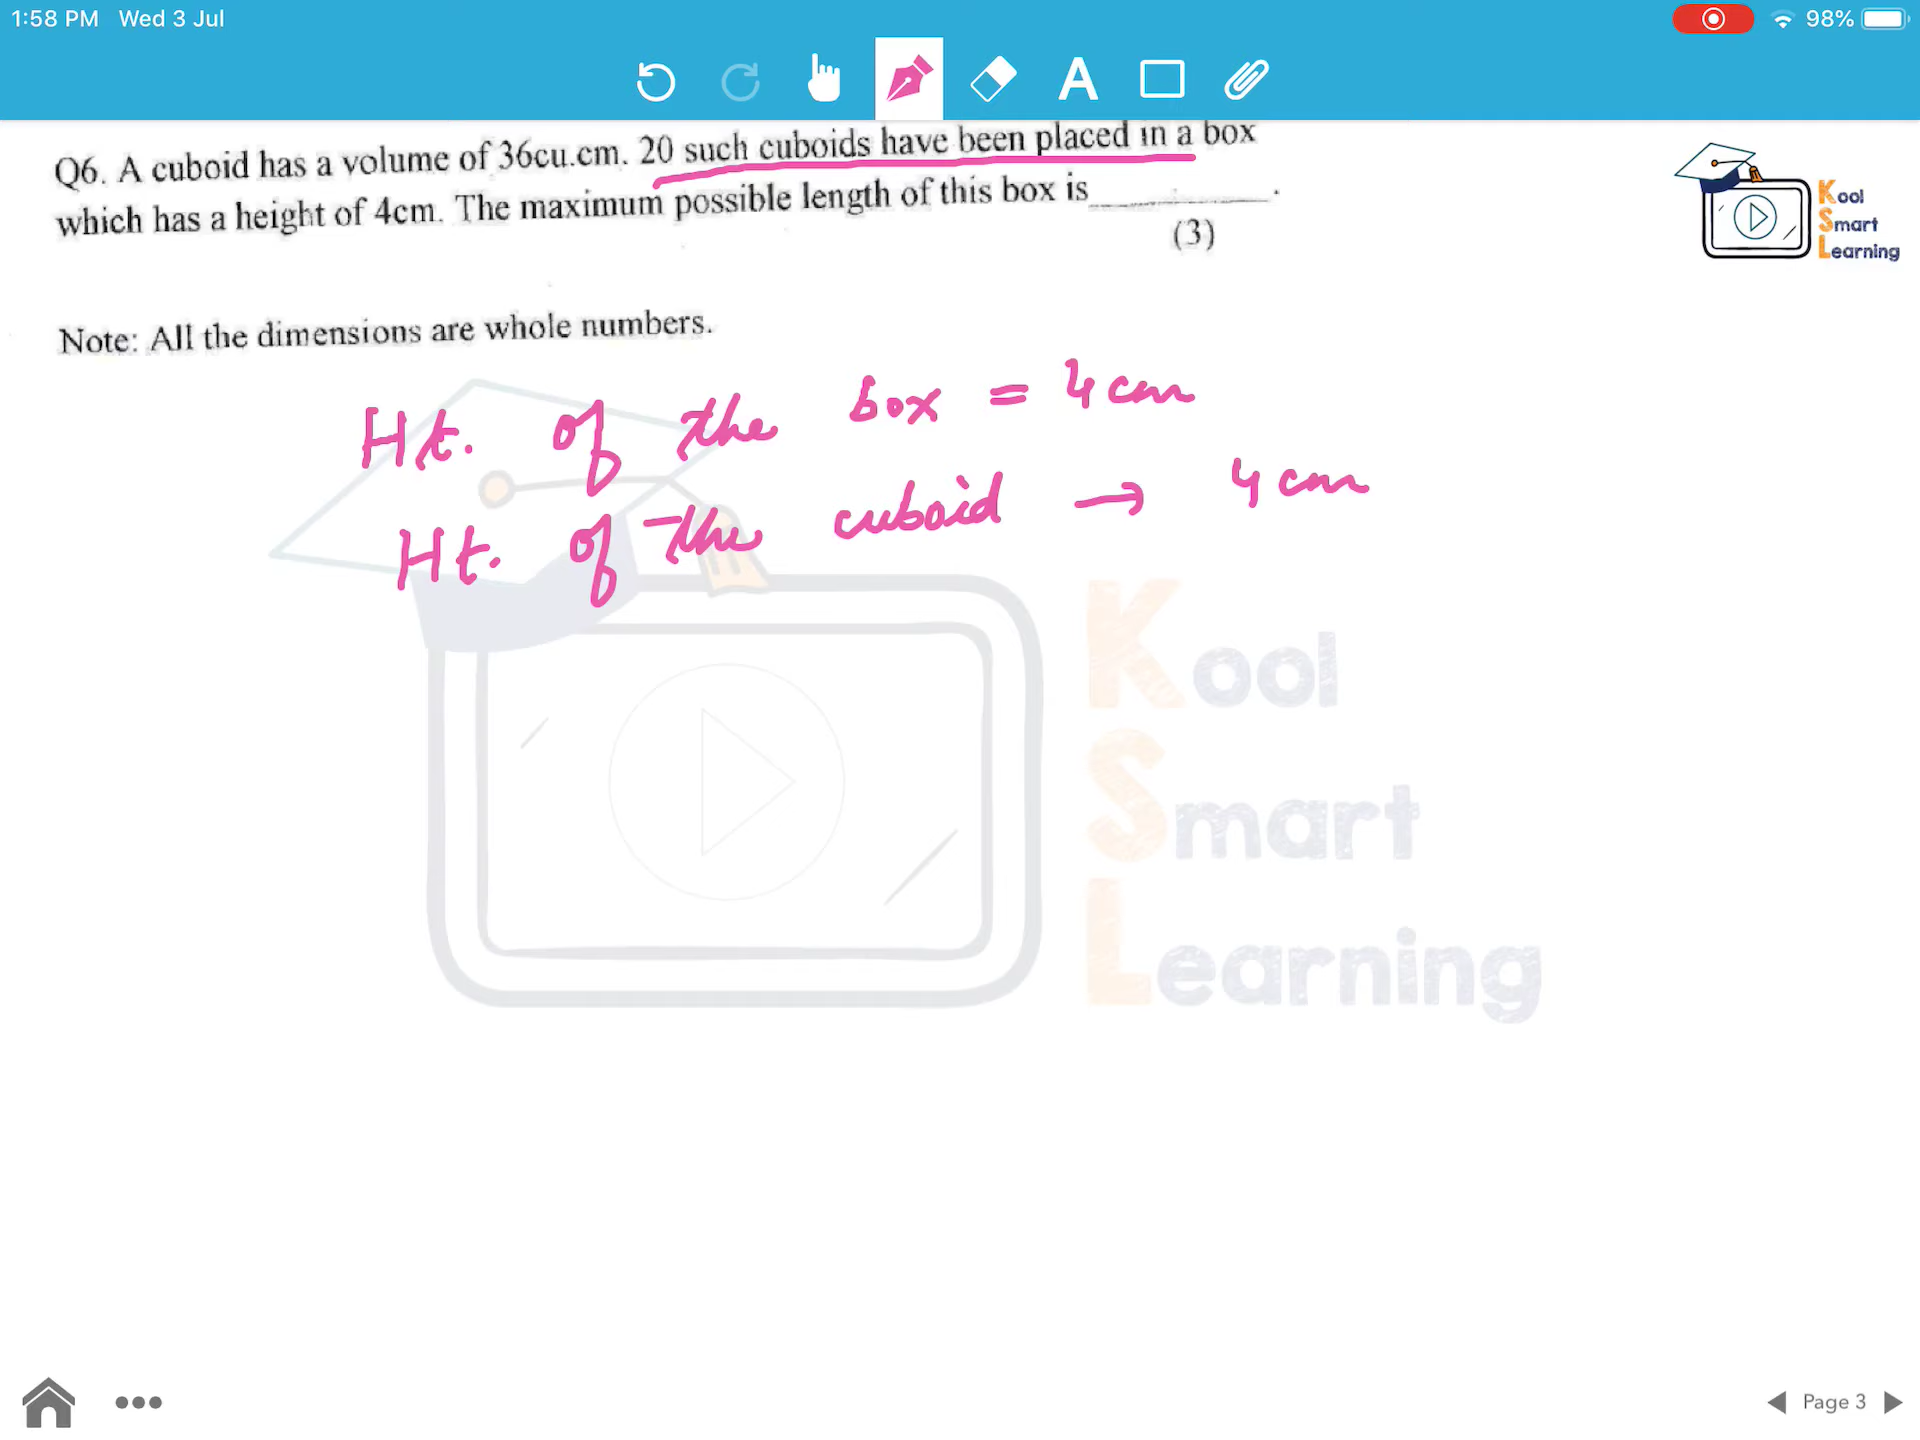 1:58 PM Wed 3 Jul
98%
A
Q6. A cuboid has a volume of 36cu.cm. 20 such cuboids have been placed in a box
which has a height of 4cm. The maximum possible length of this box is__________.
(3)
Kool
Smart
Learning
Note: All the dimensions are whole numbers.
Ht. of the box = 4 cm
Ht. of the cuboid → 4 cm
Kool
Smart
Learning
Page 3